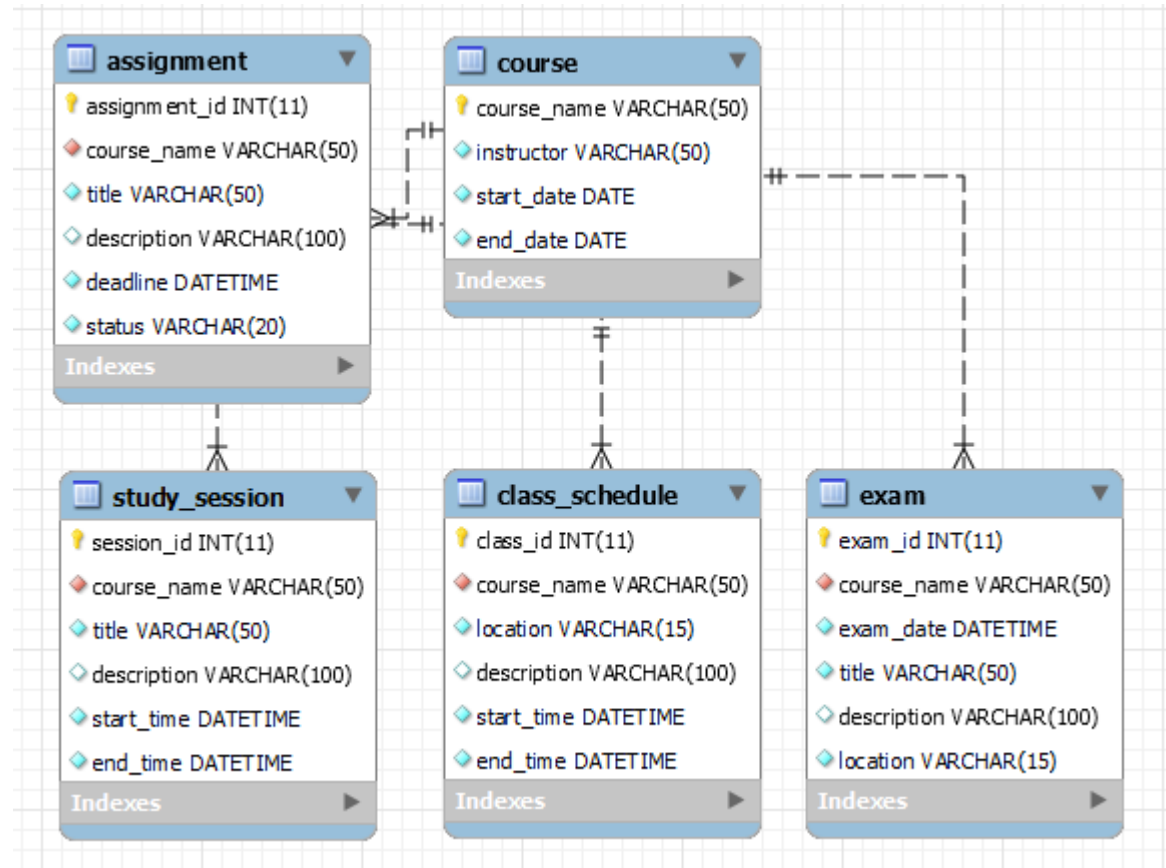 assignment
assignment_id INT(11)
course_name VARCHAR(50)
title VARCHAR(50)
description VARCHAR(100)
deadline DATETIME
status VARCHAR(20)
Indexes
course
course_name VARCHAR(50)
instructor VARCHAR(50)
start_date DATE
end_date DATE
Indexes
study_session
session_id INT(11)
course_name VARCHAR(50)
title VARCHAR(50)
description VARCHAR(100)
start_time DATETIME
end_time DATETIME
Indexes
class_schedule
class_id INT(11)
course_name VARCHAR(50)
location VARCHAR(15)
description VARCHAR(100)
start_time DATETIME
end_time DATETIME
Indexes
exam
exam_id INT(11)
course_name VARCHAR(50)
exam_date DATETIME
title VARCHAR(50)
description VARCHAR(100)
location VARCHAR(15)
Indexes